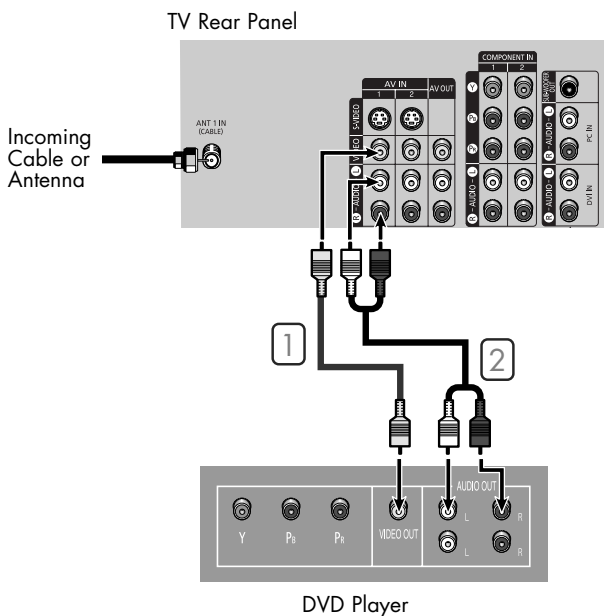 TV Rear Panel
COMPONENT IN
1 2
AV IN
1 2
AV OUT
SUB-WOOFER OUT
S-VIDEO
VIDEO
L
R - AUDIO -
Y
PB
PR
R - AUDIO - L
R - AUDIO - L
PC IN
R - AUDIO - L
DVI IN
ANT 1 IN
(CABLE)
Incoming
Cable or
Antenna
1
2
AUDIO OUT
Y PB PR VIDEO OUT L R
L R
DVD Player